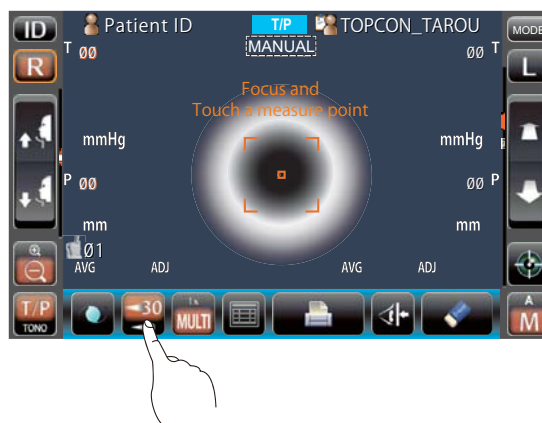 ID
Patient ID
T/P
TOPCON_TAROU
MODE
R
MANUAL
L
T 00
00 T
Focus and
Touch a measure point
mmHg
mmHg
P 00
00 P
mm
mm
01
AVG
ADJ
AVG
ADJ
T/P
TONO
30
MULTI
A
M